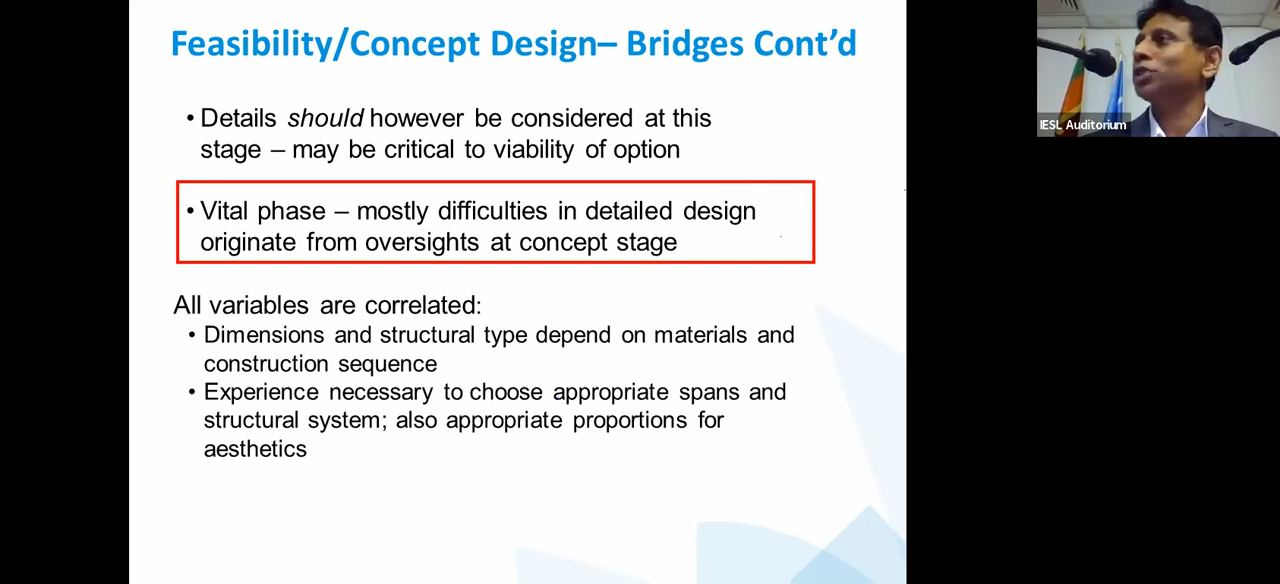 Feasibility/Concept Design– Bridges Cont’d
• Details should however be considered at this
stage – may be critical to viability of option
• Vital phase – mostly difficulties in detailed design
originate from oversights at concept stage
All variables are correlated:
• Dimensions and structural type depend on materials and
construction sequence
• Experience necessary to choose appropriate spans and
structural system; also appropriate proportions for
aesthetics
IESL Auditorium